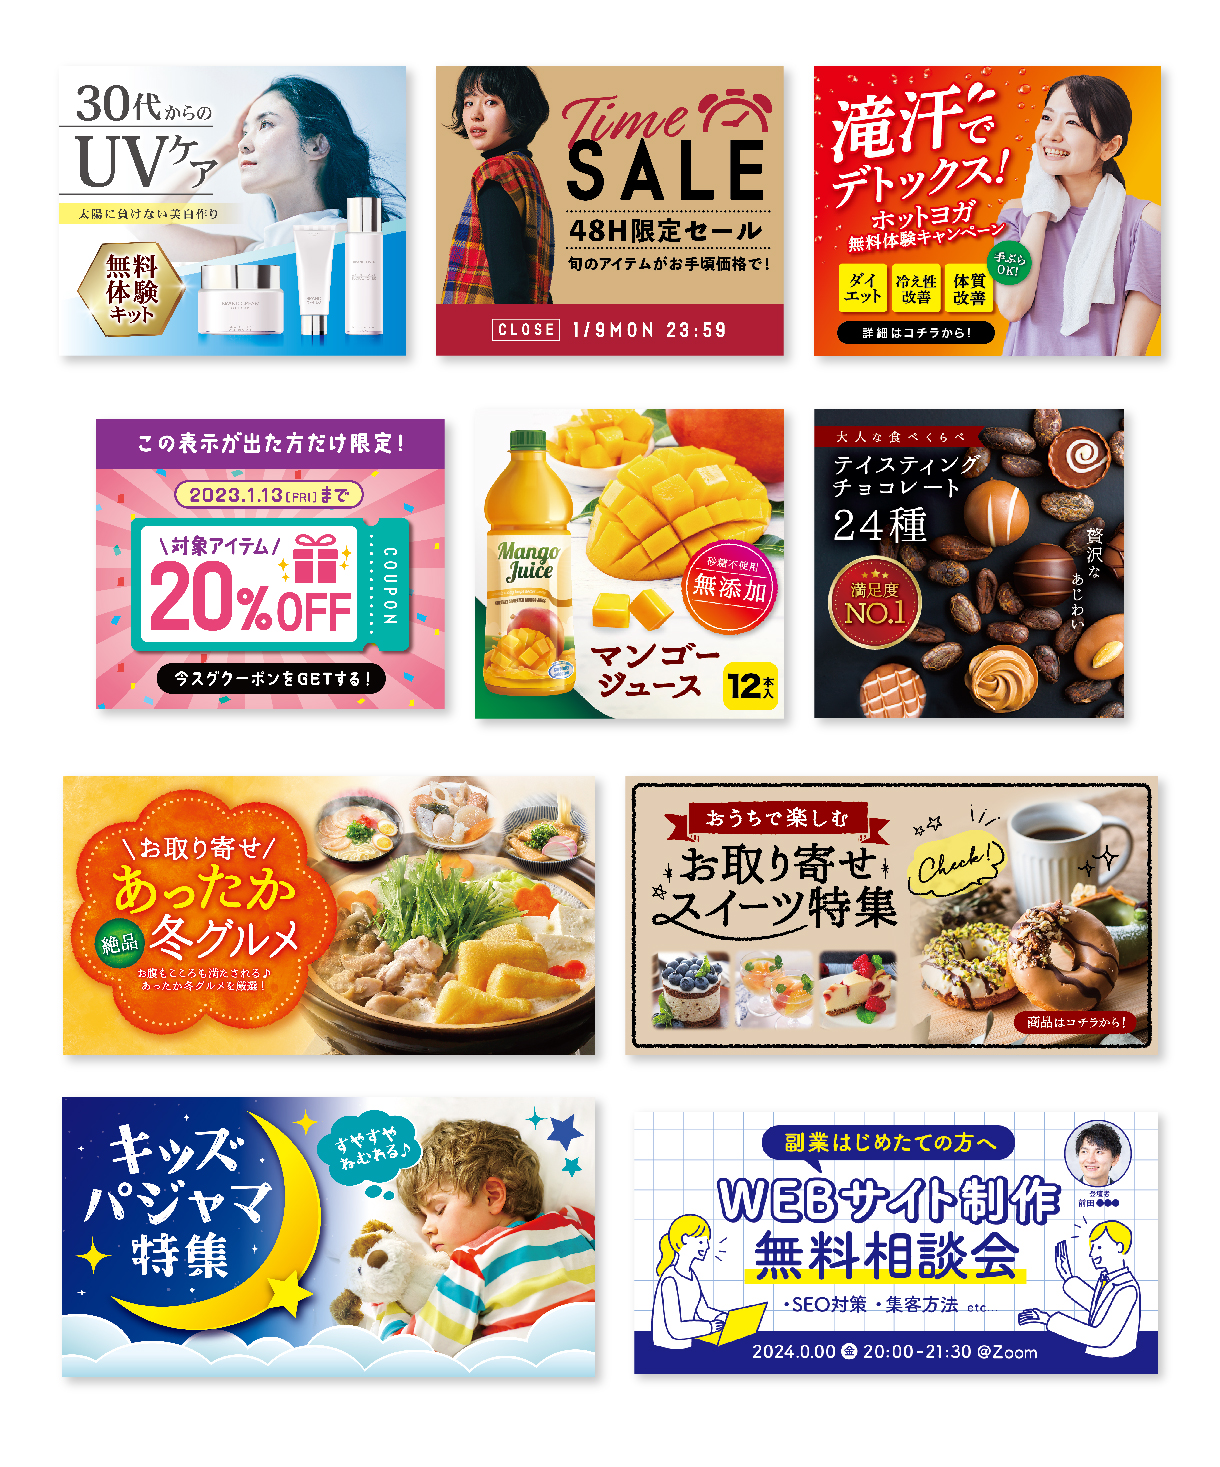 30代からの
UVケア
太陽に負けない美白作り
無料
体験
キット
Time
SALE
48H限定セール
旬のアイテムがお手頃価格で!
CLOSE 1/9MON 23:59
滝汗で
デトックス!
ホットヨガ
無料体験キャンペーン
手ぶら
OK!
ダイ
エット
冷え性
改善
体質
改善
詳細はコチラから!
この表示が出た方だけ限定!
2023.1.13[FRI]まで
\対象アイテム/
20%OFF
COUPON
今スグクーポンをGETする!
Mango
Juice
砂糖不使用
無添加
マンゴー
ジュース
12本入
大人な食べくらべ
テイスティング
チョコレート
24種
満足度
NO.1
贅沢な
あじわい
\お取り寄せ/
あったか
絶品
冬グルメ
お腹もこころも満たされる♪
あったか冬グルメを厳選!
おうちで楽しむ
お取り寄せ
スイーツ特集
Check!
商品はコチラから!
キッズ
パジャマ
特集
すやすや
ねむれる♪
副業はじめたての方へ
WEBサイト制作
無料相談会
・SEO対策 ・集客方法 etc...
登壇者
前田●●●
2024.0.00 金 20:00-21:30 @Zoom